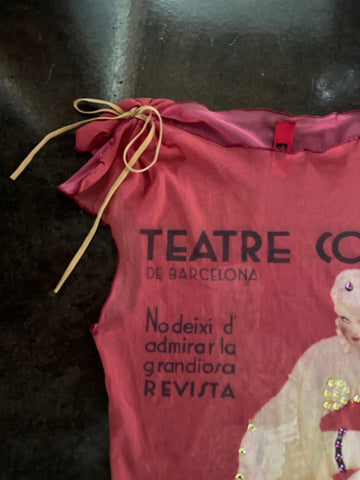 TEATRE CO
DE BARCELONA
No deixi d'
admirar la
grandiosa
REVISTA